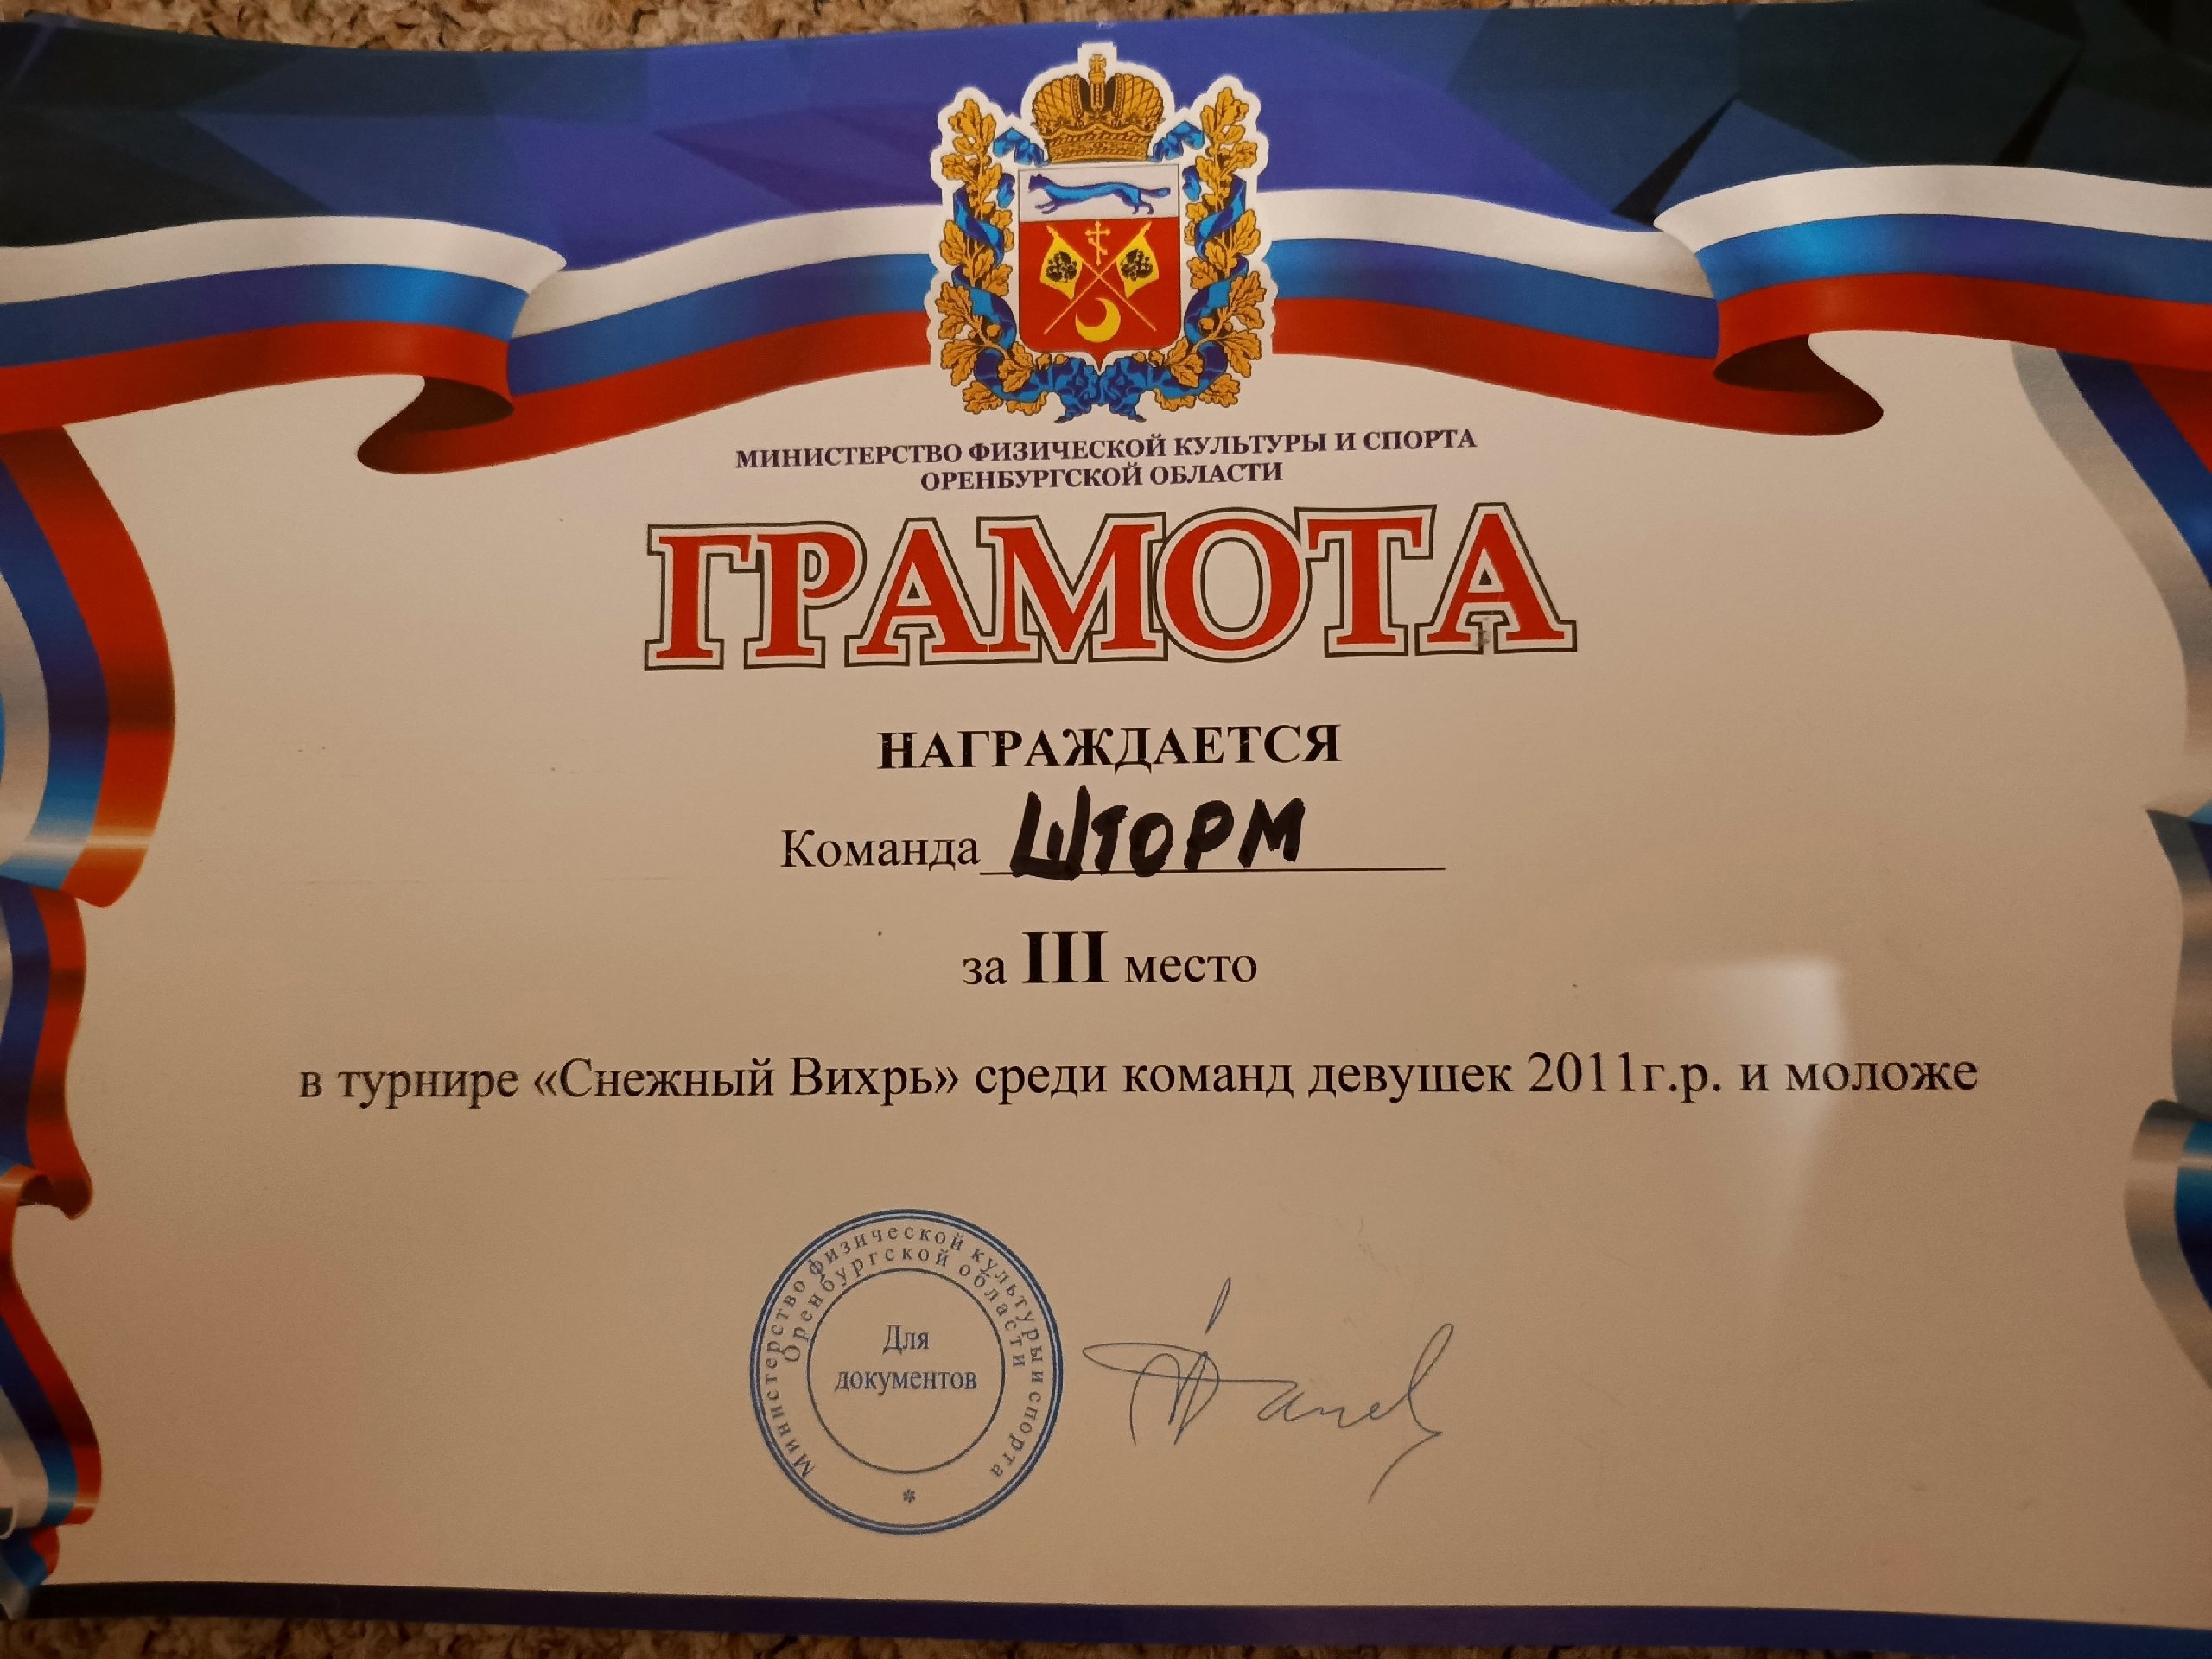 МИНИСТЕРСТВО ФИЗИЧЕСКОЙ КУЛЬТУРЫ И СПОРТА
ОРЕНБУРГСКОЙ ОБЛАСТИ
ГРАМОТА
НАГРАЖДАЕТСЯ
Команда ШТОРМ
за III место
в турнире «Снежный Вихрь» среди команд девушек 2011г.р. и моложе
Министерство физической культуры и спорта
Оренбургской области
Для
документов